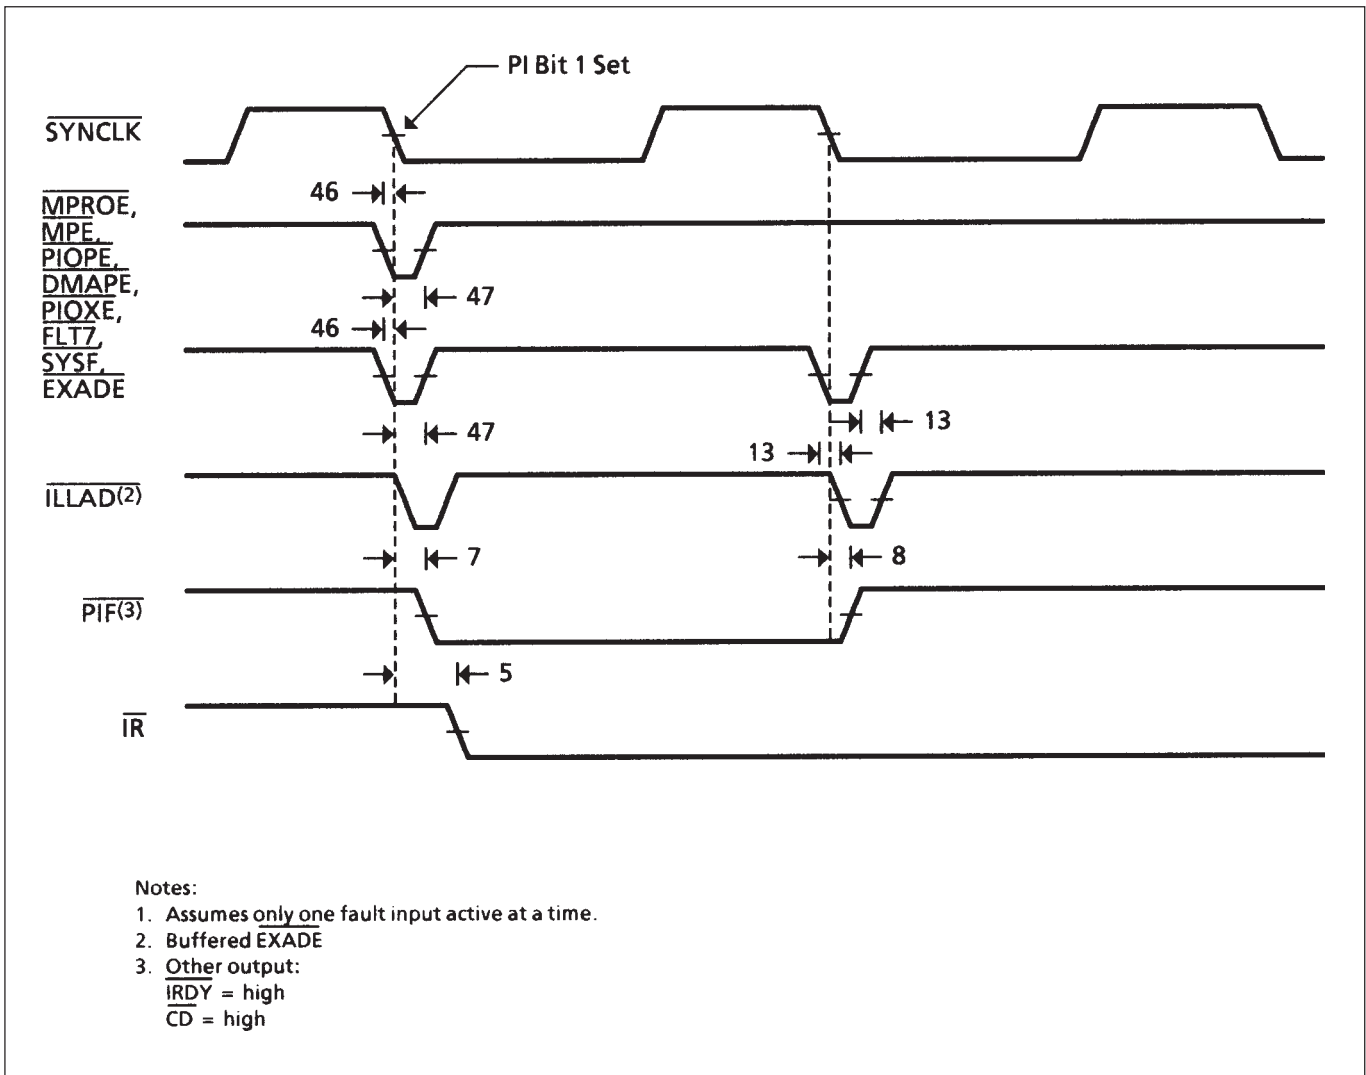 PI Bit 1 Set
SYNCLK
46
MPROE,
MPE,
PIOPE,
DMAPE,
47
PIOXE,
46
FLT7,
SYSF,
EXADE
13
47
13
ILLAD(2)
7
8
PIF(3)
5
IR
Notes:
1. Assumes only one fault input active at a time.
2. Buffered EXADE
3. Other output:
IRDY = high
CD = high